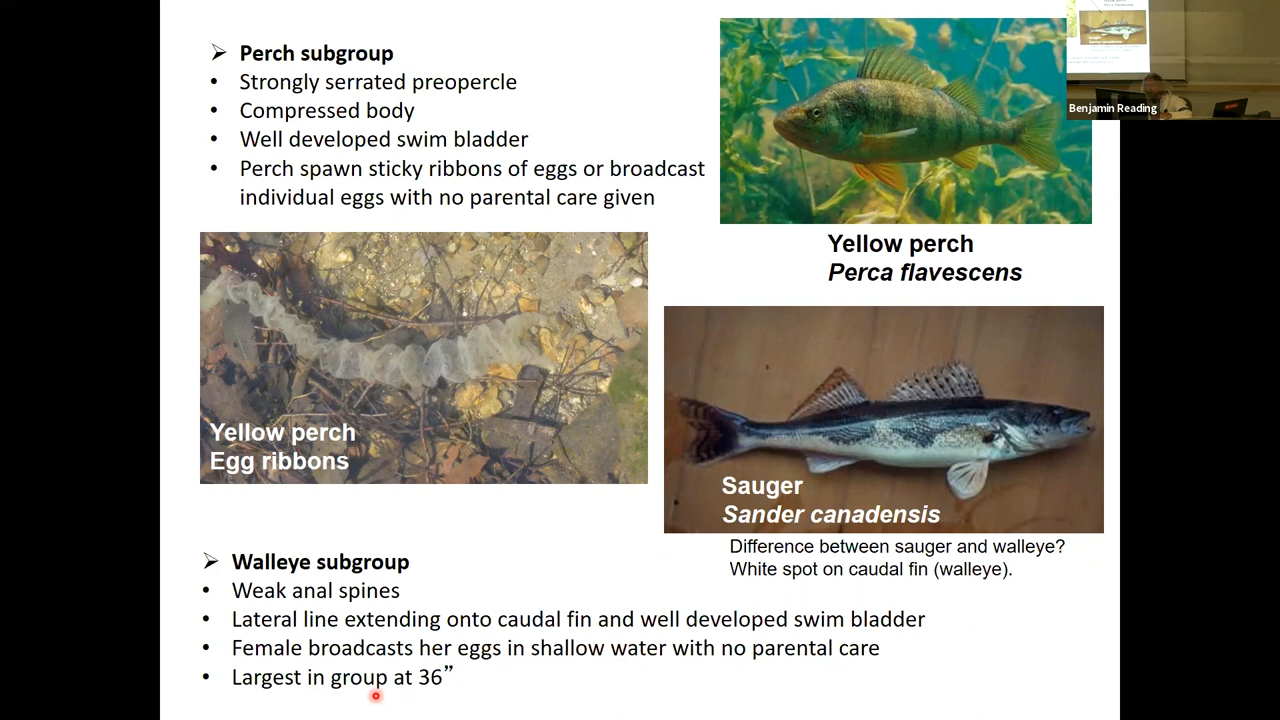 ➢ Perch subgroup
• Strongly serrated preopercle
• Compressed body
• Well developed swim bladder
• Perch spawn sticky ribbons of eggs or broadcast
individual eggs with no parental care given
Benjamin Reading
Yellow perch
Perca flavescens
Yellow perch
Egg ribbons
Sauger
Sander canadensis
Difference between sauger and walleye?
White spot on caudal fin (walleye).
➢ Walleye subgroup
• Weak anal spines
• Lateral line extending onto caudal fin and well developed swim bladder
• Female broadcasts her eggs in shallow water with no parental care
• Largest in group at 36”